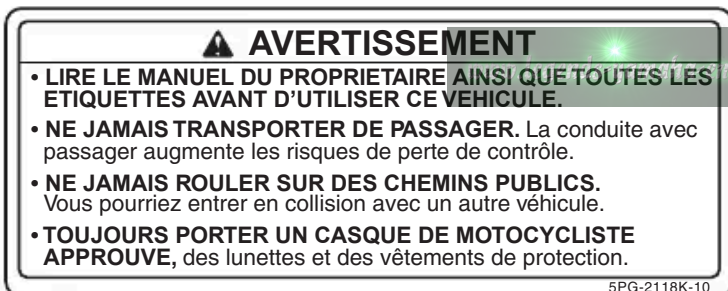 AVERTISSEMENT
• LIRE LE MANUEL DU PROPRIETAIRE AINSI QUE TOUTES LES
ETIQUETTES AVANT D’UTILISER CE VEHICULE.
• NE JAMAIS TRANSPORTER DE PASSAGER. La conduite avec
passager augmente les risques de perte de contrôle.
• NE JAMAIS ROULER SUR DES CHEMINS PUBLICS.
Vous pourriez entrer en collision avec un autre véhicule.
• TOUJOURS PORTER UN CASQUE DE MOTOCYCLISTE
APPROUVE, des lunettes et des vêtements de protection.
5PG-2118K-10